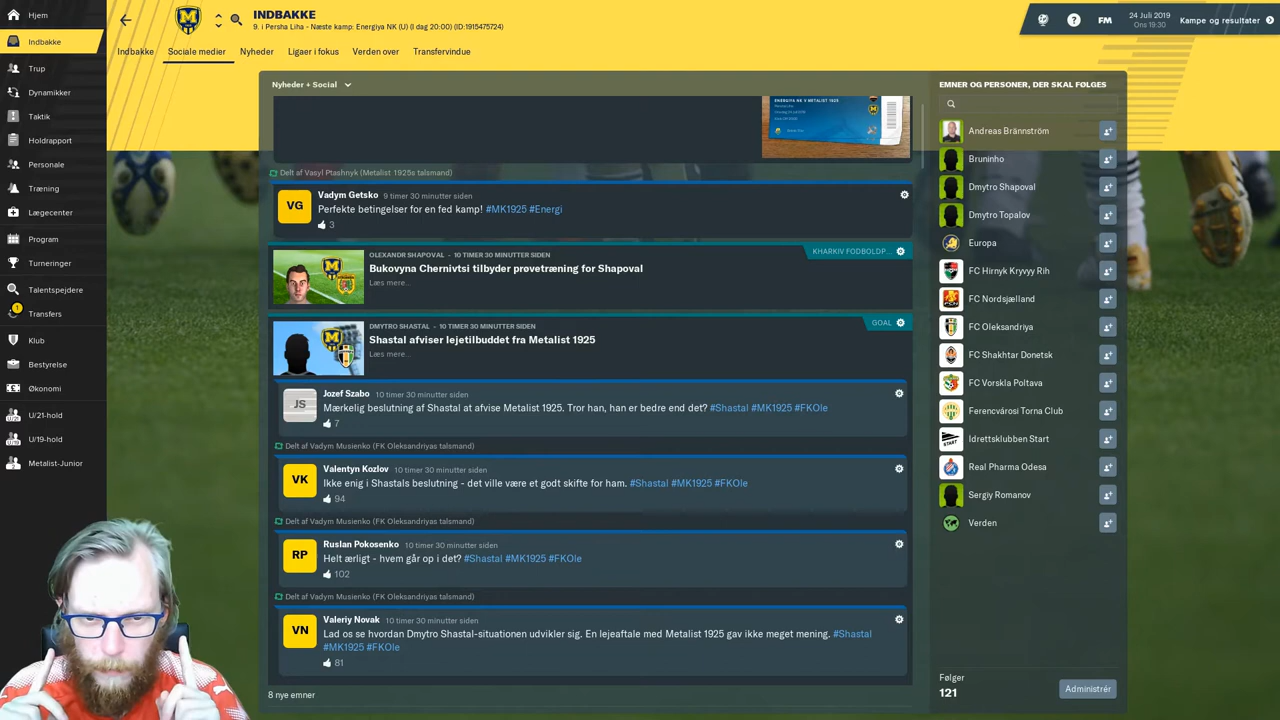 Hjem
Indbakke
Trup
Dynamikker
Taktik
Holdrapport
Personale
Træning
Lægecenter
Program
Turneringer
Talentspejdere
1
Transfers
Klub
Bestyrelse
Økonomi
U/21-hold
U/19-hold
Metalist-Junior
INDBAKKE
9. i Persha Liha - Næste kamp: Energiya NK (U) (I dag 20:00) (ID:1915475724)
?
FM
24 Juli 2019
Ons 19:30
Kampe og resultater
Indbakke
Sociale medier
Nyheder
Ligaer i fokus
Verden over
Transfervindue
Nyheder + Social
ENERGIYA NK V METALIST 1925
Delt af Vasyl Ptashnyk (Metalist 1925s talsmand)
VG
Vadym Getsko 9 timer 30 minutter siden
Perfekte betingelser for en fed kamp! #MK1925 #Energi
3
KHARKIV FODBOLDP...
OLEXANDR SHAPOVAL - 10 TIMER 30 MINUTTER SIDEN
Bukovyna Chernivtsi tilbyder prøvetræning for Shapoval
Læs mere...
GOAL
DMYTRO SHASTAL - 10 TIMER 30 MINUTTER SIDEN
Shastal afviser lejetilbuddet fra Metalist 1925
Læs mere...
JS
Jozef Szabo 10 timer 30 minutter siden
Mærkelig beslutning af Shastal at afvise Metalist 1925. Tror han, han er bedre end det? #Shastal #MK1925 #FKOle
7
Delt af Vadym Musienko (FK Oleksandriyas talsmand)
VK
Valentyn Kozlov 10 timer 30 minutter siden
Ikke enig i Shastals beslutning - det ville være et godt skifte for ham. #Shastal #MK1925 #FKOle
94
Delt af Vadym Musienko (FK Oleksandriyas talsmand)
RP
Ruslan Pokosenko 10 timer 30 minutter siden
Helt ærligt - hvem går op i det? #Shastal #MK1925 #FKOle
102
Delt af Vadym Musienko (FK Oleksandriyas talsmand)
VN
Valeriy Novak 10 timer 30 minutter siden
Lad os se hvordan Dmytro Shastal-situationen udvikler sig. En lejeaftale med Metalist 1925 gav ikke meget mening. #Shastal
#MK1925 #FKOle
81
8 nye emner
EMNER OG PERSONER, DER SKAL FØLGES
Andreas Brännström
Bruninho
Dmytro Shapoval
Dmytro Topalov
Europa
FC Hirnyk Kryvyy Rih
FC Nordsjælland
FC Oleksandriya
FC Shakhtar Donetsk
FC Vorskla Poltava
Ferencvárosi Torna Club
Idrettsklubben Start
Real Pharma Odesa
Sergiy Romanov
Verden
Følger
121
Administrér